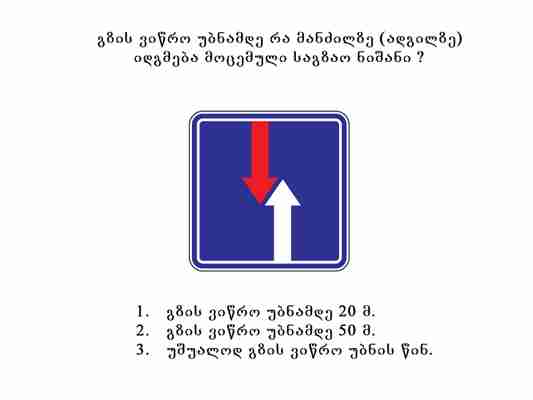 გზის ვიწრო უბნამდე რა მანძილზე (ადგილზე)
იდგმება მოცემული საგზაო ნიშანი ?
1. გზის ვიწრო უბნამდე 20 მ.
2. გზის ვიწრო უბნამდე 50 მ.
3. უშუალოდ გზის ვიწრო უბნის წინ.